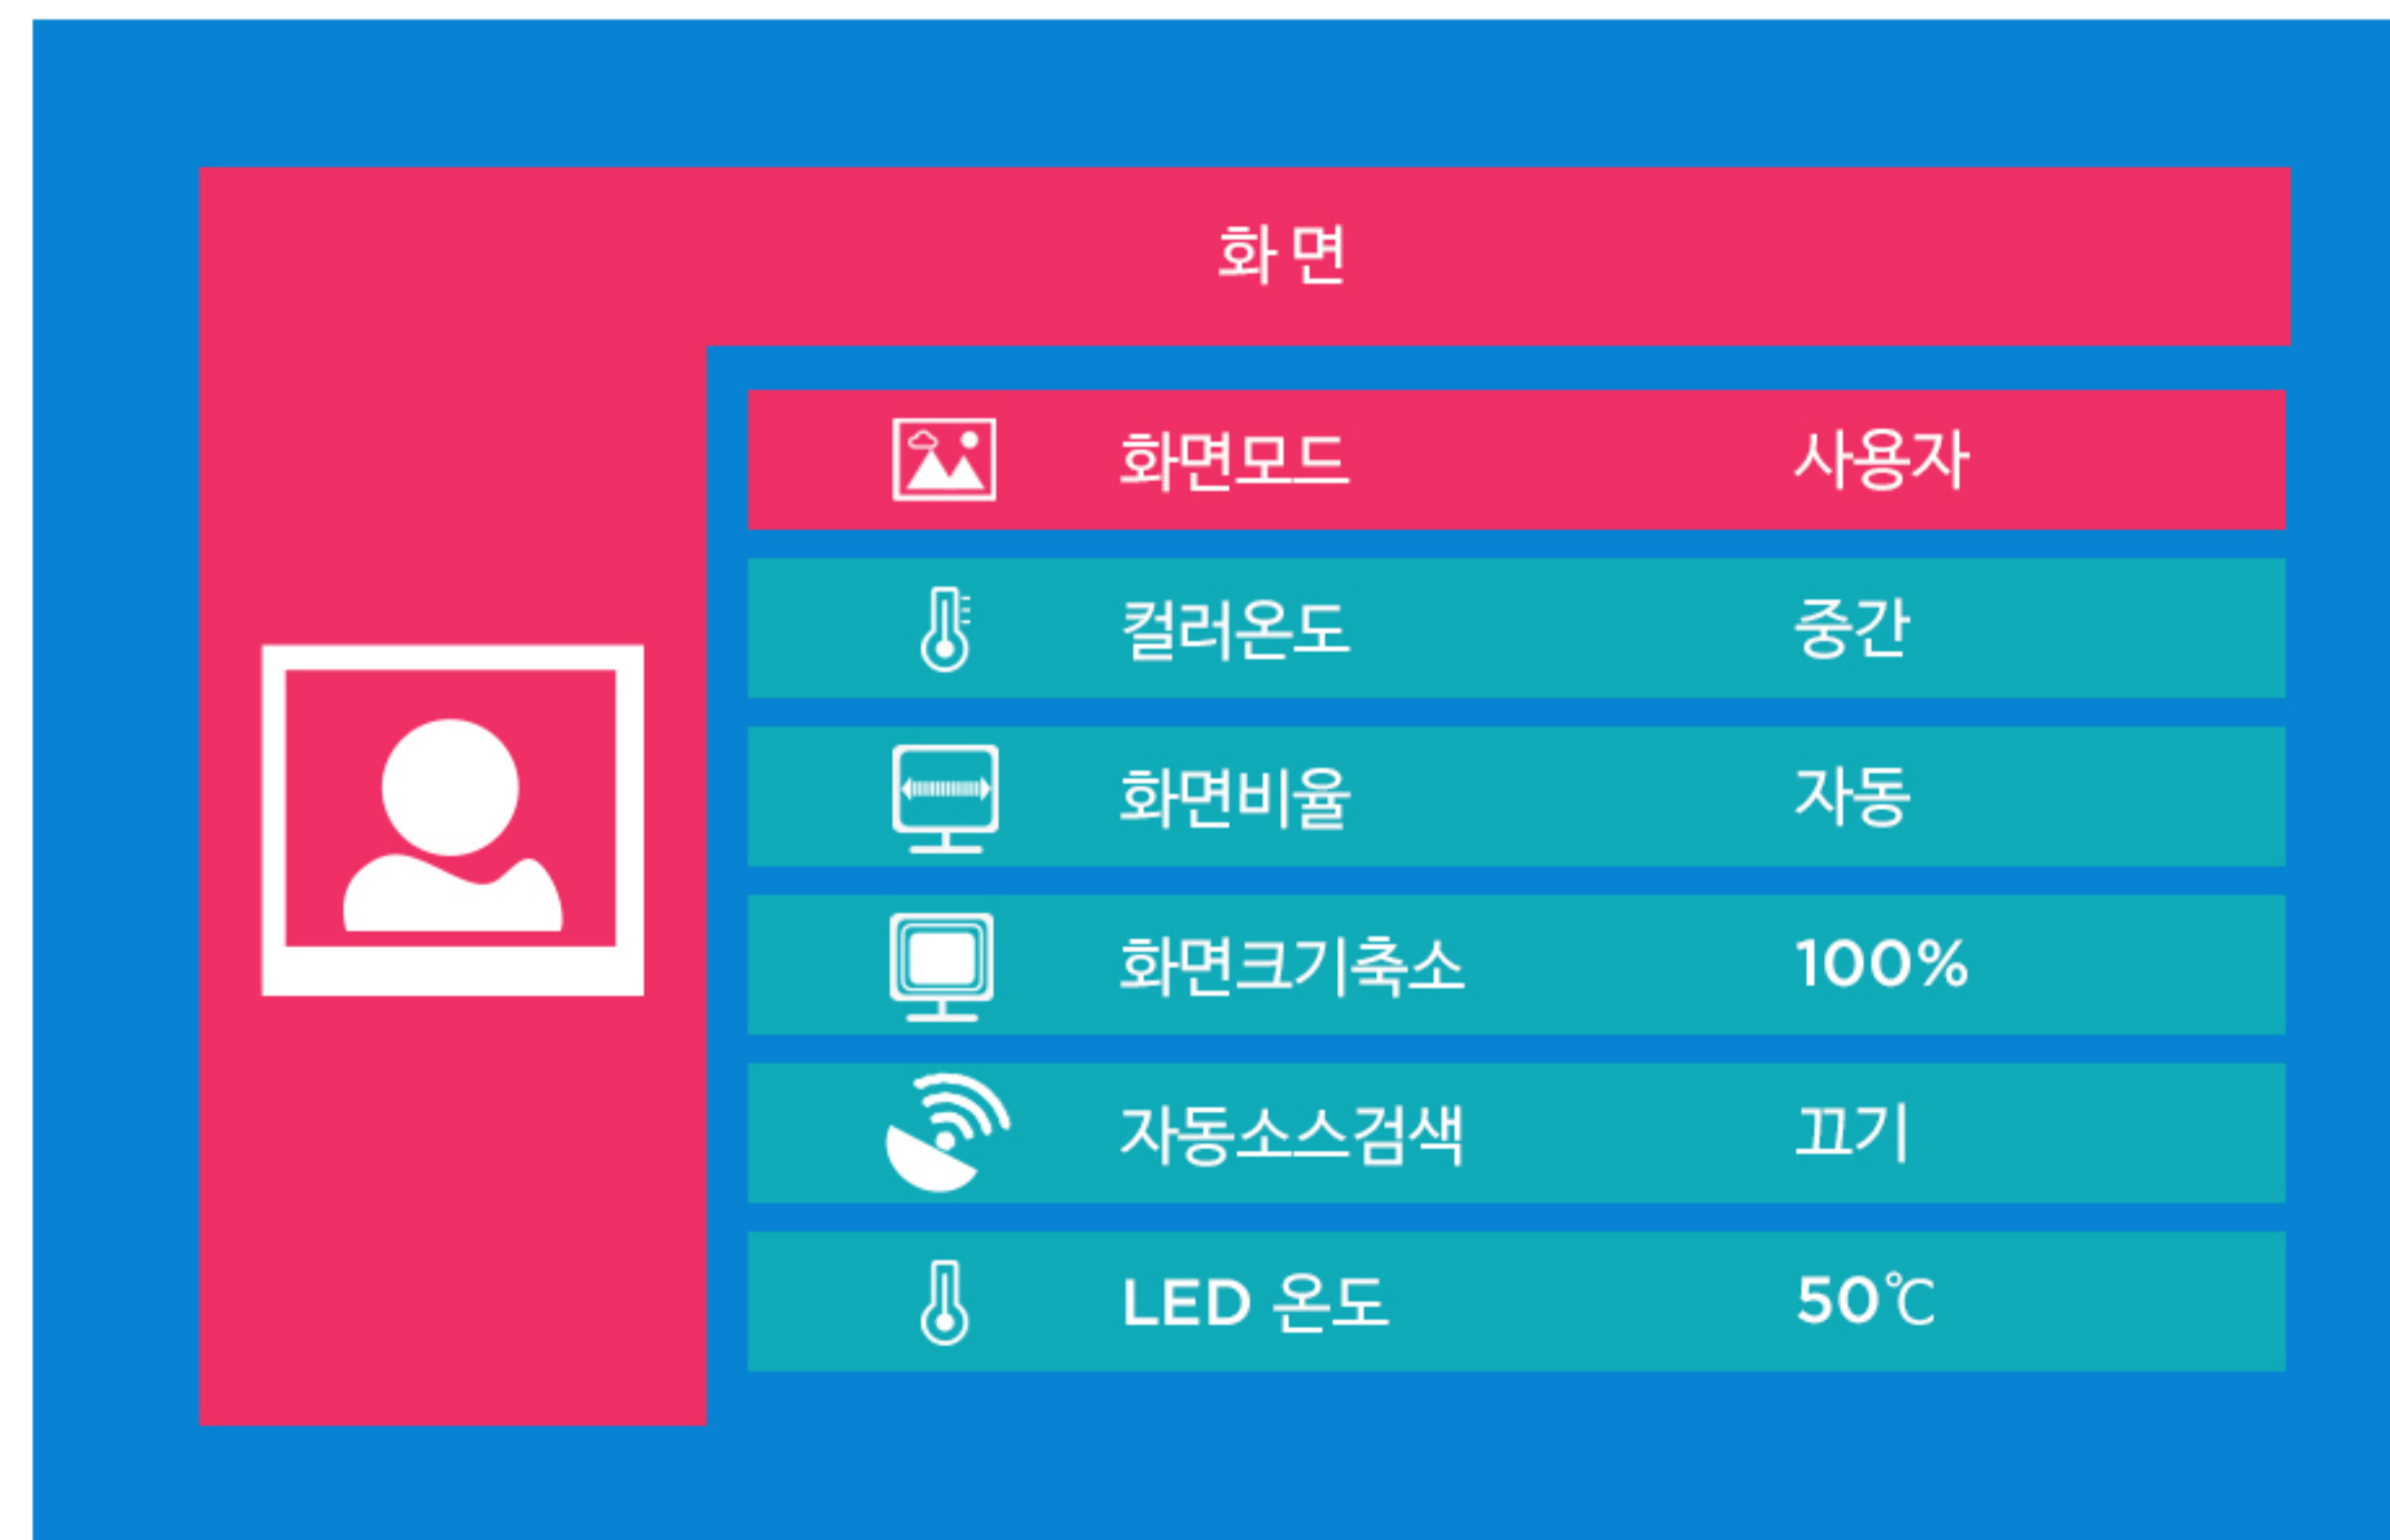 화 면
화면모드 사용자
컬러온도 중간
화면비율 자동
화면크기축소 100%
자동소스검색 끄기
LED 온도 50℃